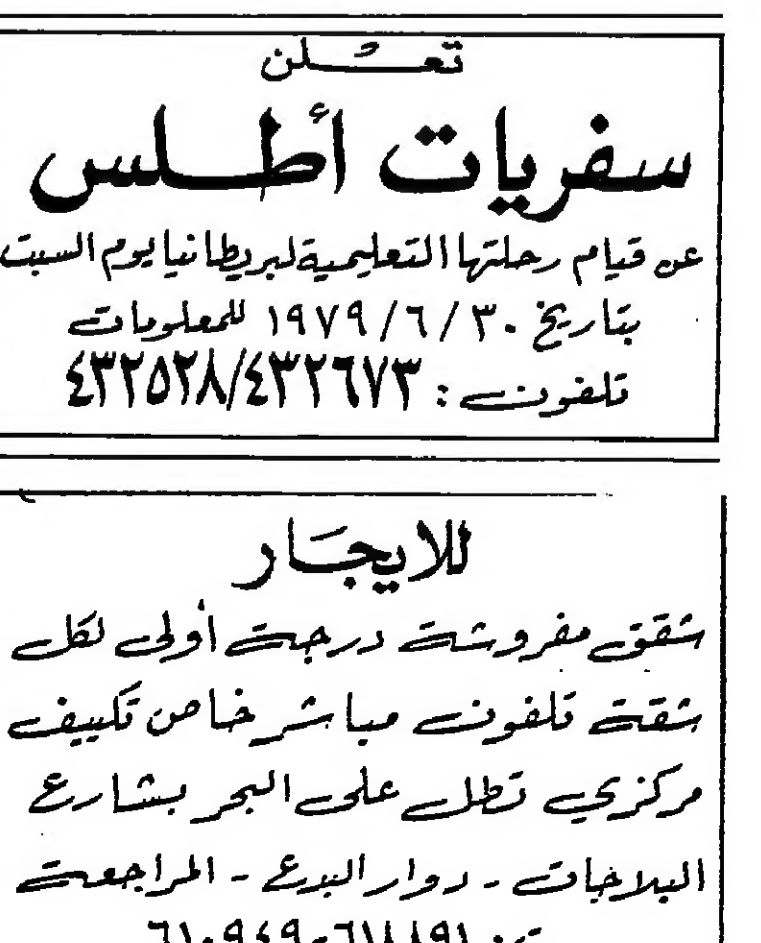 تعلن
سفريات أطلس
عن قيام رحلتها التعليمية لبريطانيا يوم السبت
بتاريخ ٣٠/٦/١٩٧٩ للمعلومات
تلفون : ٤٣٢٥٢٨/٤٣٢٦٧٣
للايجار
شقق مفروشة درجة أولى لكل
شقة تلفون مباشر خاص تكييف
مركزي تطل على البحر بشارع
البلاجات - دوار البدع - المراجعة